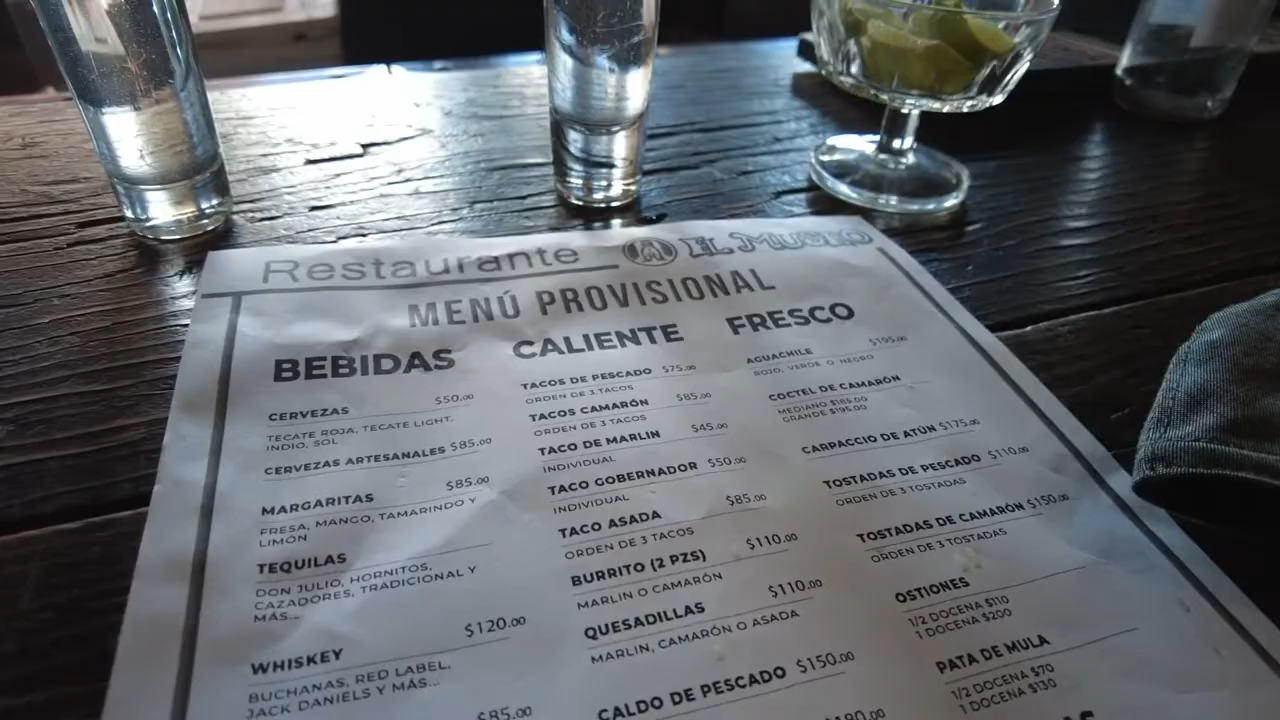 Restaurante EL MUSEO
MENÚ PROVISIONAL
BEBIDAS
CERVEZAS $50.00
TECATE ROJA, TECATE LIGHT,
INDIO, SOL
CERVEZAS ARTESANALES $85.00
MARGARITAS $85.00
FRESA, MANGO, TAMARINDO Y
LIMÓN
TEQUILAS
DON JULIO, HORNITOS,
CAZADORES, TRADICIONAL Y
MÁS...
$120.00
WHISKEY
BUCHANAS, RED LABEL,
JACK DANIELS Y MÁS...
$85.00
CALIENTE
TACOS DE PESCADO $75.00
ORDEN DE 3 TACOS
TACOS CAMARÓN $85.00
ORDEN DE 3 TACOS
TACO DE MARLIN $45.00
INDIVIDUAL
TACO GOBERNADOR $50.00
INDIVIDUAL
TACO ASADA $85.00
ORDEN DE 3 TACOS
BURRITO (2 PZS) $110.00
MARLIN O CAMARÓN
QUESADILLAS $110.00
MARLIN, CAMARÓN O ASADA
CALDO DE PESCADO $150.00
FRESCO
AGUACHILE $195.00
ROJO, VERDE O NEGRO
COCTEL DE CAMARÓN
MEDIANO $185.00
GRANDE $195.00
CARPACCIO DE ATÚN $175.00
TOSTADAS DE PESCADO $110.00
ORDEN DE 3 TOSTADAS
TOSTADAS DE CAMARÓN $150.00
ORDEN DE 3 TOSTADAS
OSTIONES
1/2 DOCENA $110
1 DOCENA $200
PATA DE MULA
1/2 DOCENA $70
1 DOCENA $130